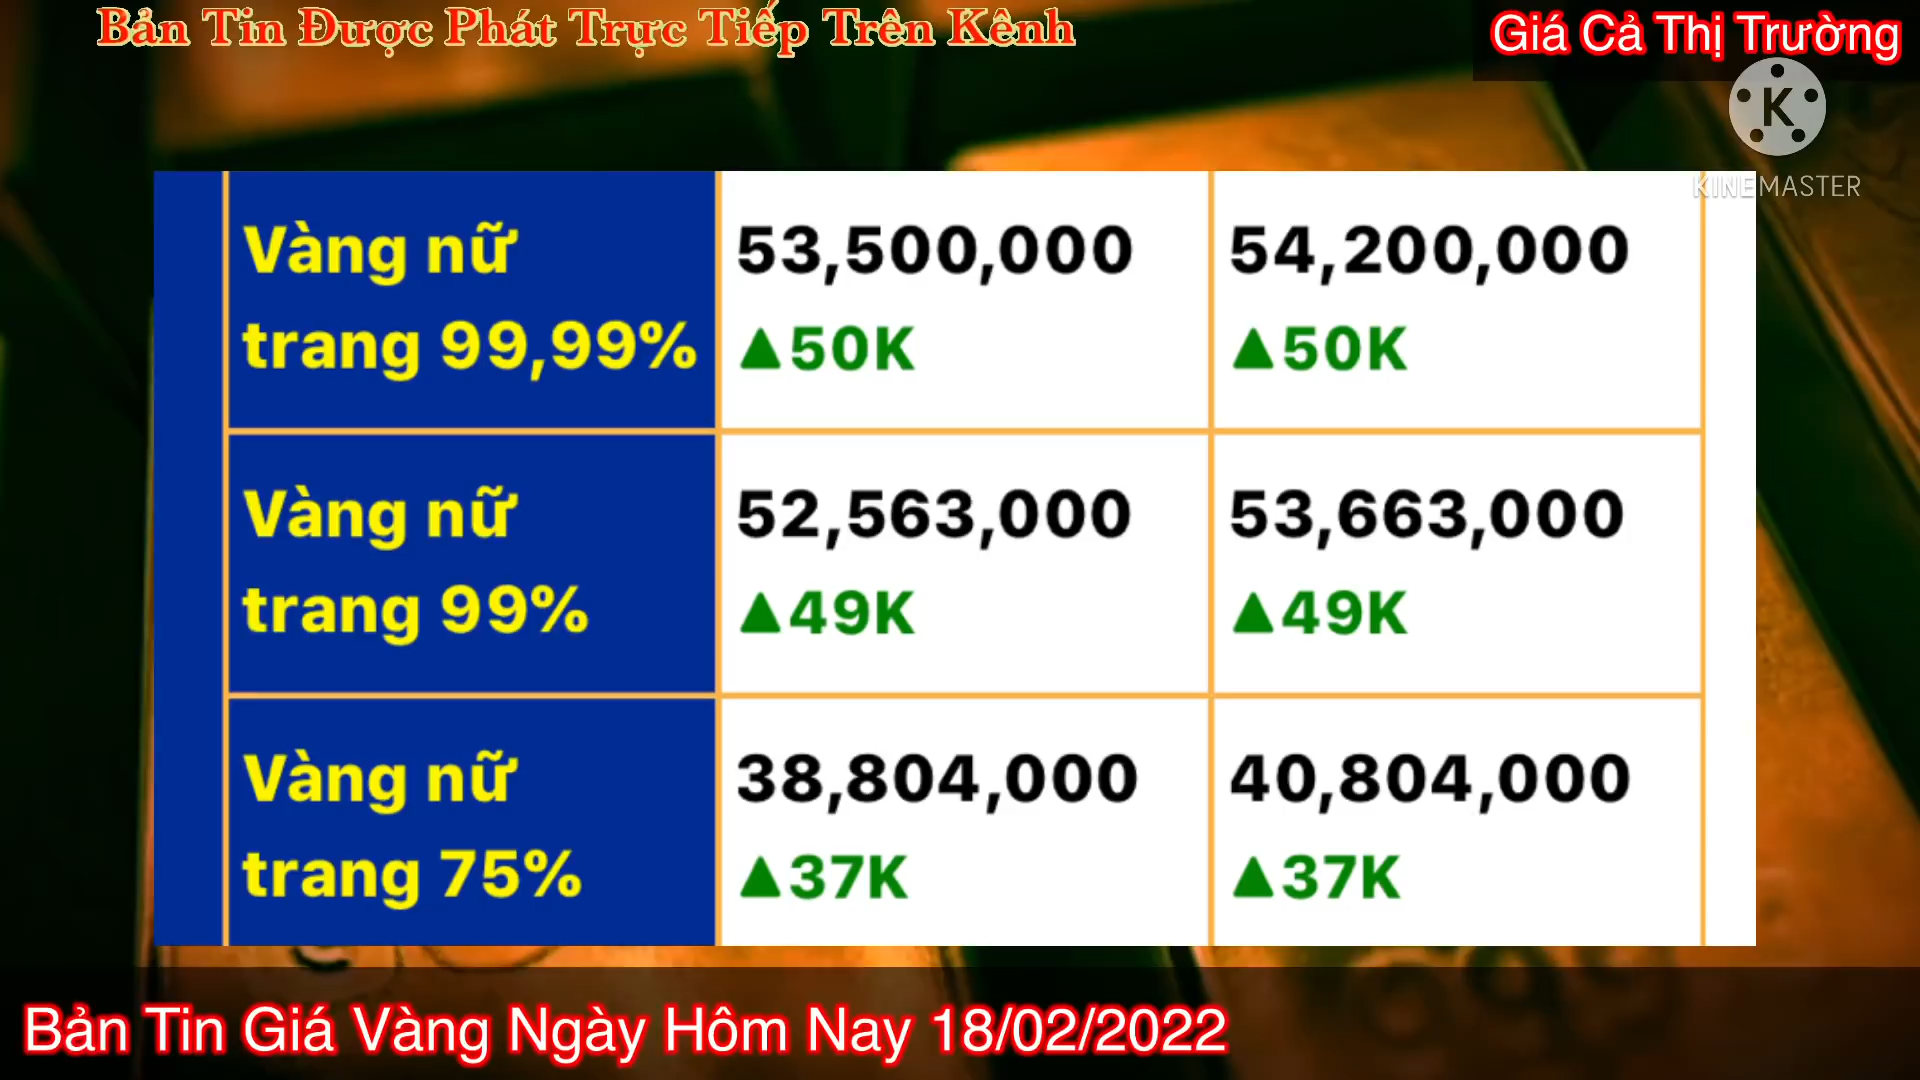 Bản Tin Được Phát Trực Tiếp Trên Kênh
Giá Cả Thị Trường
K
KINEMASTER
Vàng nữ
trang 99,99%
53,500,000
▲50K
54,200,000
▲50K
Vàng nữ
trang 99%
52,563,000
▲49K
53,663,000
▲49K
Vàng nữ
trang 75%
38,804,000
▲37K
40,804,000
▲37K
Bản Tin Giá Vàng Ngày Hôm Nay 18/02/2022